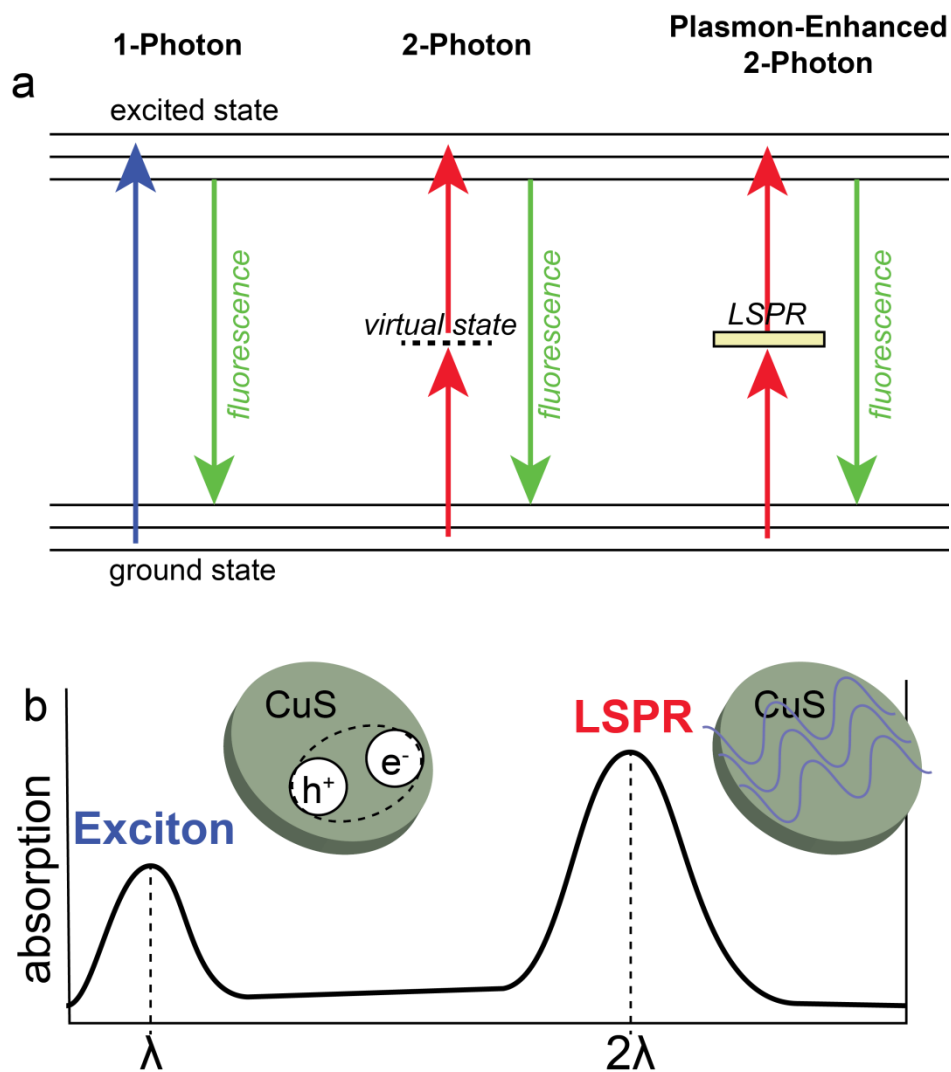 1-Photon
2-Photon
Plasmon-Enhanced
2-Photon
a
excited state
fluorescence
virtual state
fluorescence
LSPR
fluorescence
ground state
b
CuS
h⁺
e⁻
LSPR
CuS
Exciton
absorption
λ
2λ